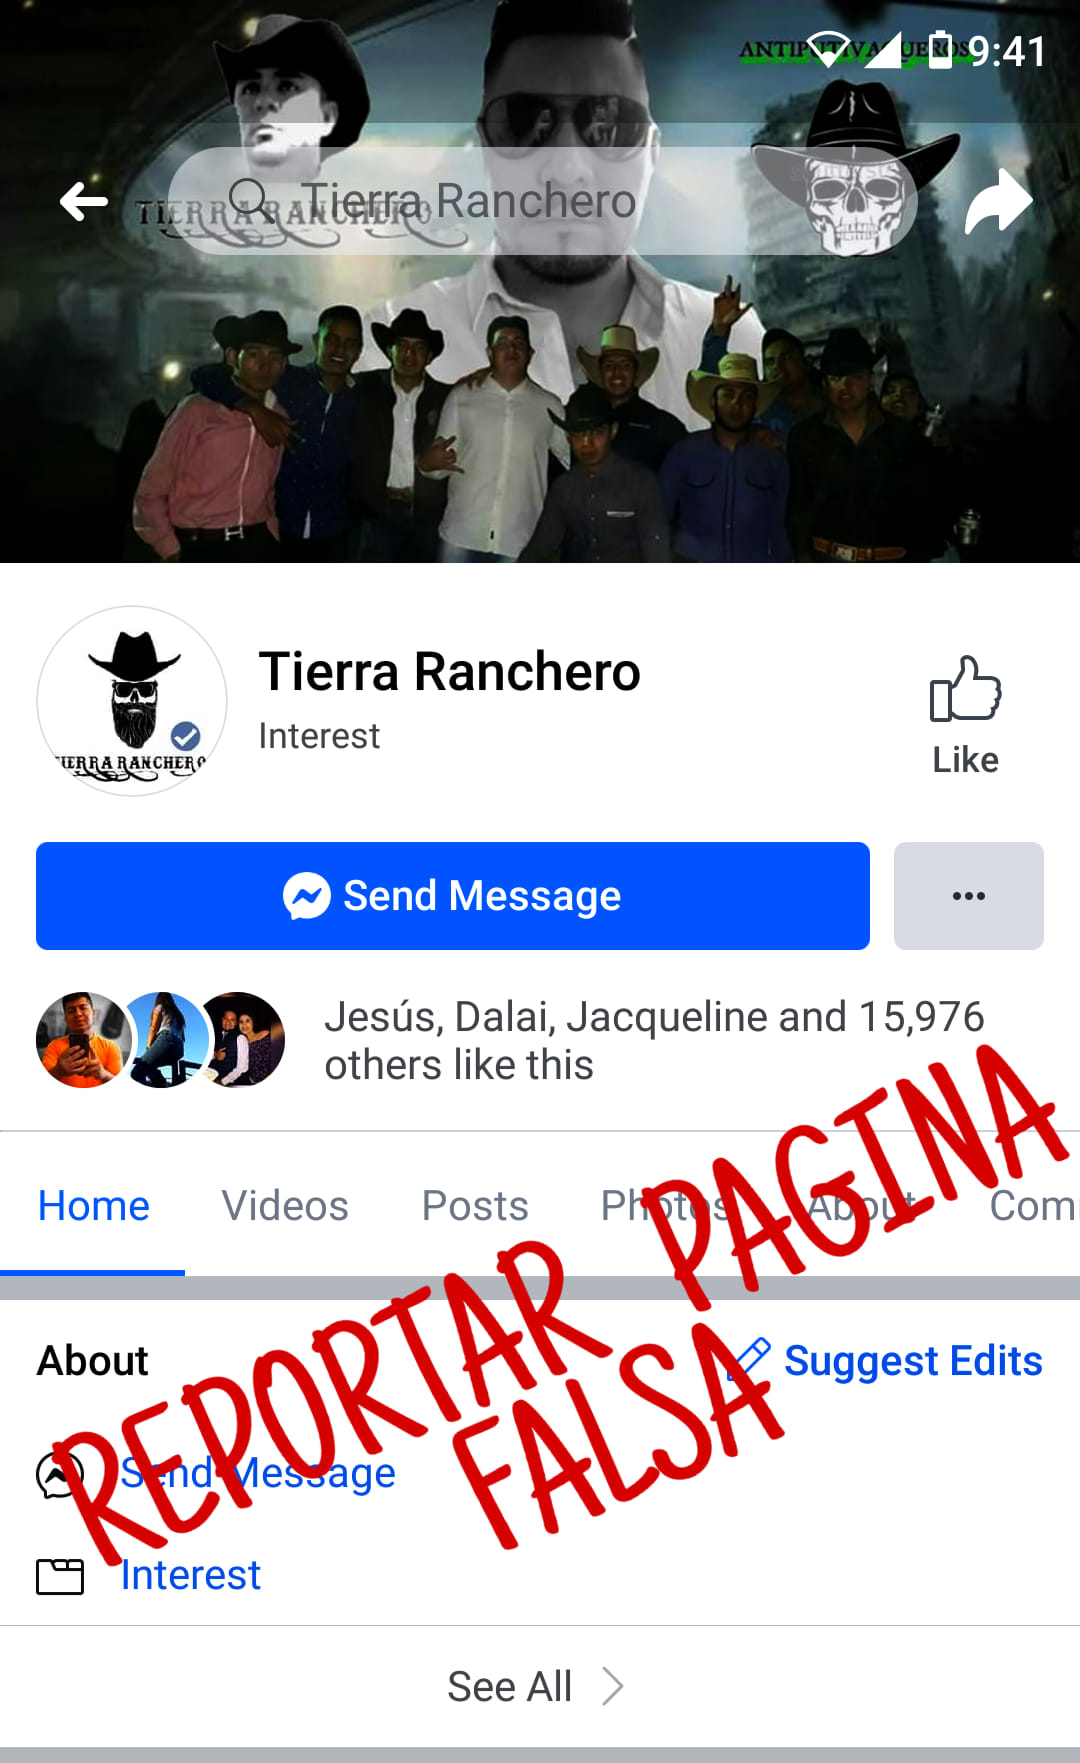 9:41
ANTIPUTIVAQUEROS
Tierra Ranchero
TIERRA RANCHERO
Tierra Ranchero
Interest
Like
TIERRA RANCHERO
Send Message
Jesús, Dalai, Jacqueline and 15,976
others like this
Home Videos Posts Photos About Com
REPORTAR PAGINA
FALSA
About
Suggest Edits
Send Message
Interest
See All